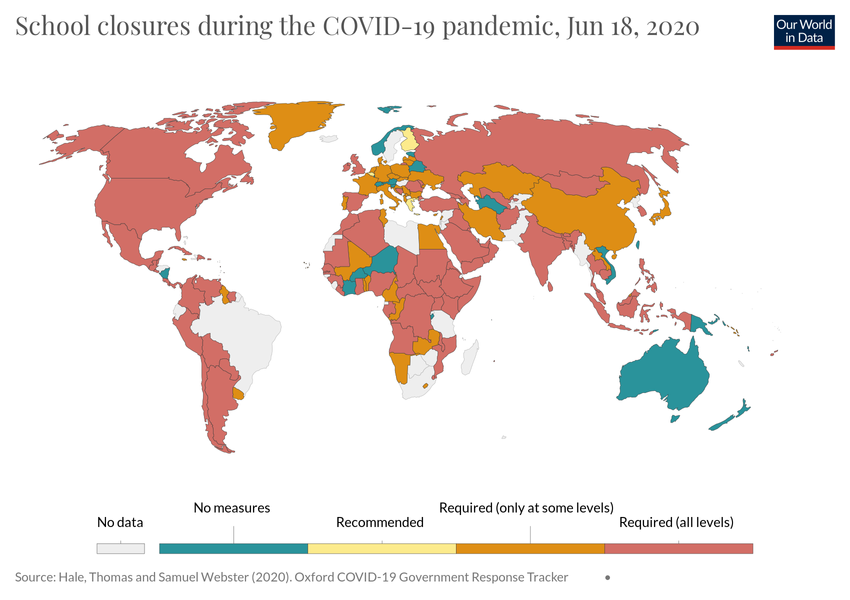 School closures during the COVID-19 pandemic, Jun 18, 2020
Our World
in Data
No data
No measures
Recommended
Required (only at some levels)
Required (all levels)
Source: Hale, Thomas and Samuel Webster (2020). Oxford COVID-19 Government Response Tracker •